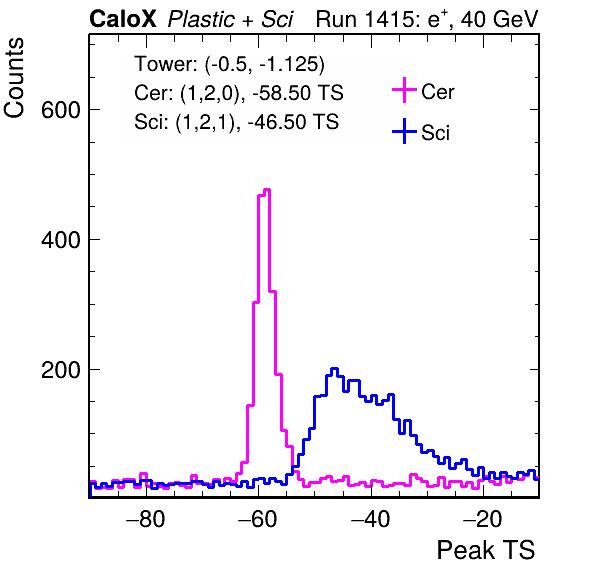 CaloX Plastic + Sci Run 1415: e+, 40 GeV
Counts
Tower: (-0.5, -1.125)
Cer: (1,2,0), -58.50 TS
Sci: (1,2,1), -46.50 TS
Cer
Sci
600
400
200
−80 −60 −40 −20
Peak TS